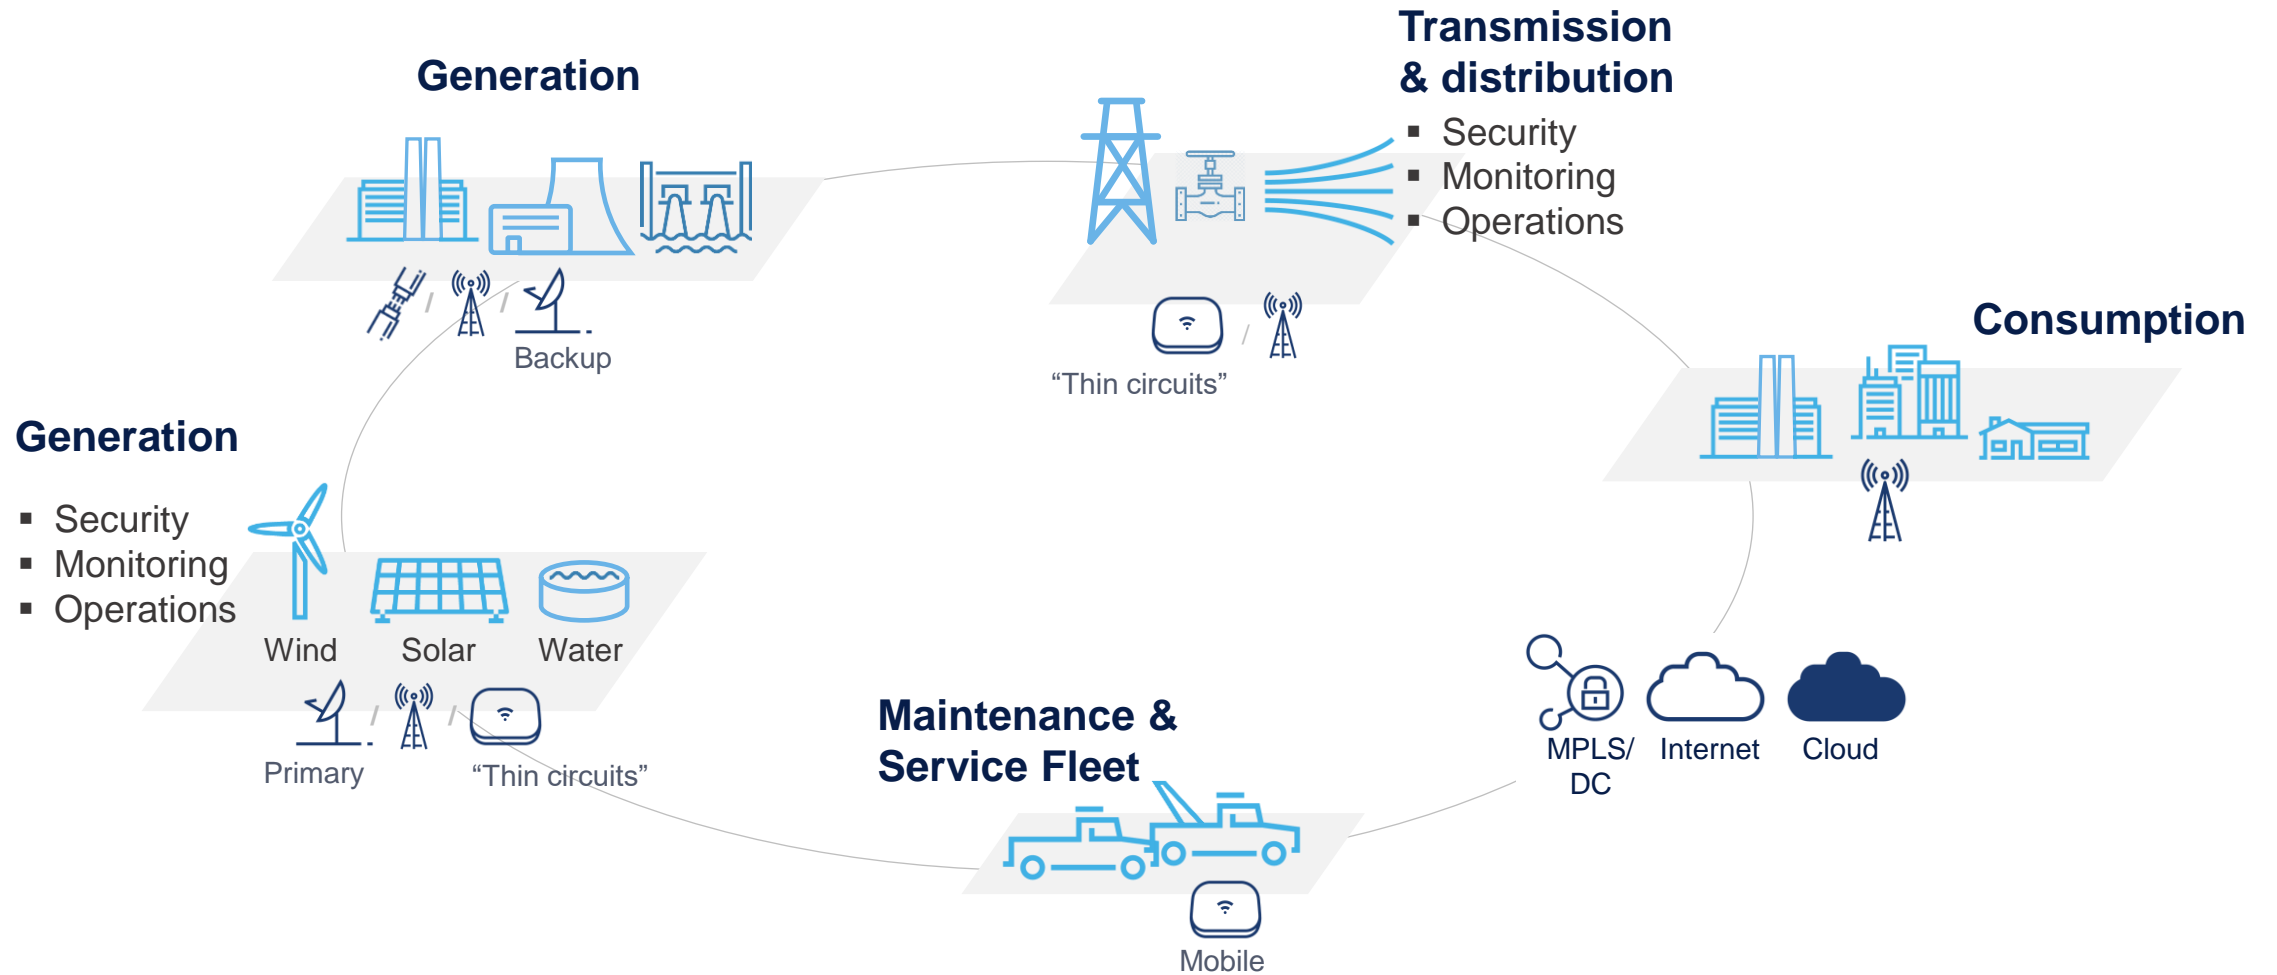 Generation
Backup
Transmission
& distribution
▪ Security
▪ Monitoring
▪ Operations
“Thin circuits”
Consumption
Generation
▪ Security
▪ Monitoring
▪ Operations
Wind
Solar
Water
Primary
“Thin circuits”
Maintenance &
Service Fleet
Mobile
MPLS/
DC
Internet
Cloud